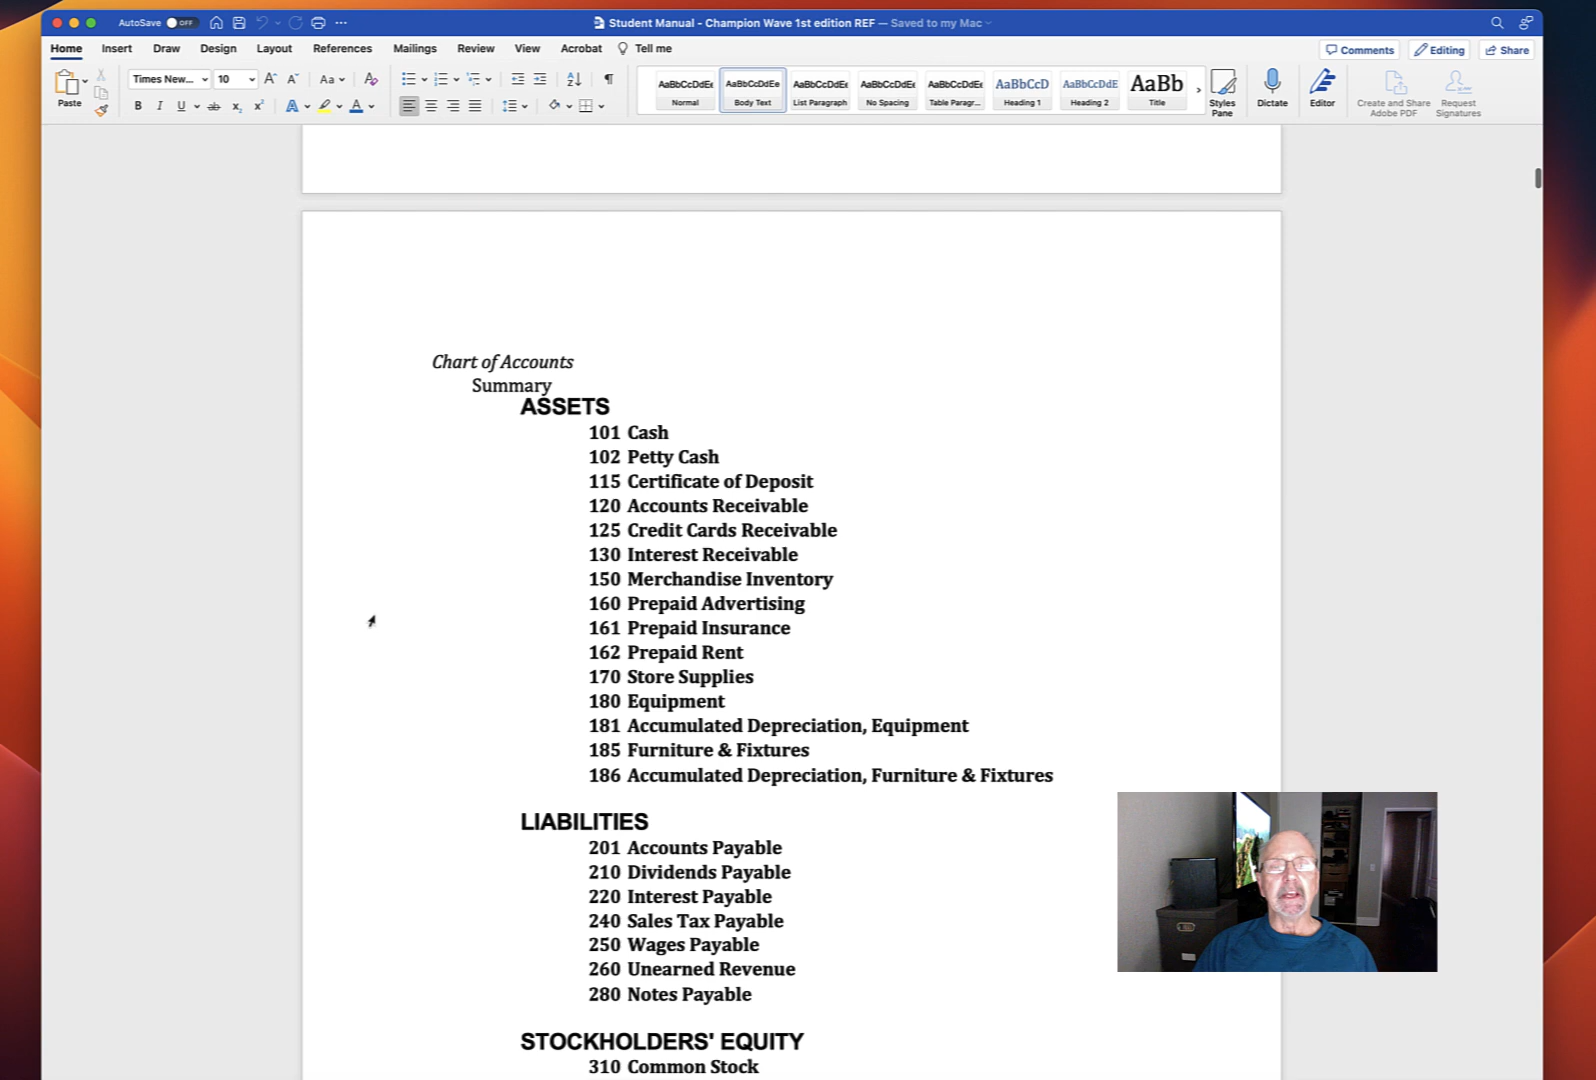 AutoSave OFF
Student Manual - Champion Wave 1st edition REF — Saved to my Mac
Home Insert Draw Design Layout References Mailings Review View Acrobat Tell me
Comments Editing Share
Paste
Times New... 10
Aa
B I U ab x₂ x² A A
AaBbCcDdEe Normal
AaBbCcDdEe Body Text
AaBbCcDdEe List Paragraph
AaBbCcDdEe No Spacing
AaBbCcDdEe Table Paragr...
AaBbCcD Heading 1
AaBbCcDdE Heading 2
AaBb Title
Styles Pane
Dictate
Editor
Create and Share Adobe PDF
Request Signatures
Chart of Accounts
Summary
ASSETS
101 Cash
102 Petty Cash
115 Certificate of Deposit
120 Accounts Receivable
125 Credit Cards Receivable
130 Interest Receivable
150 Merchandise Inventory
160 Prepaid Advertising
161 Prepaid Insurance
162 Prepaid Rent
170 Store Supplies
180 Equipment
181 Accumulated Depreciation, Equipment
185 Furniture & Fixtures
186 Accumulated Depreciation, Furniture & Fixtures
LIABILITIES
201 Accounts Payable
210 Dividends Payable
220 Interest Payable
240 Sales Tax Payable
250 Wages Payable
260 Unearned Revenue
280 Notes Payable
STOCKHOLDERS' EQUITY
310 Common Stock